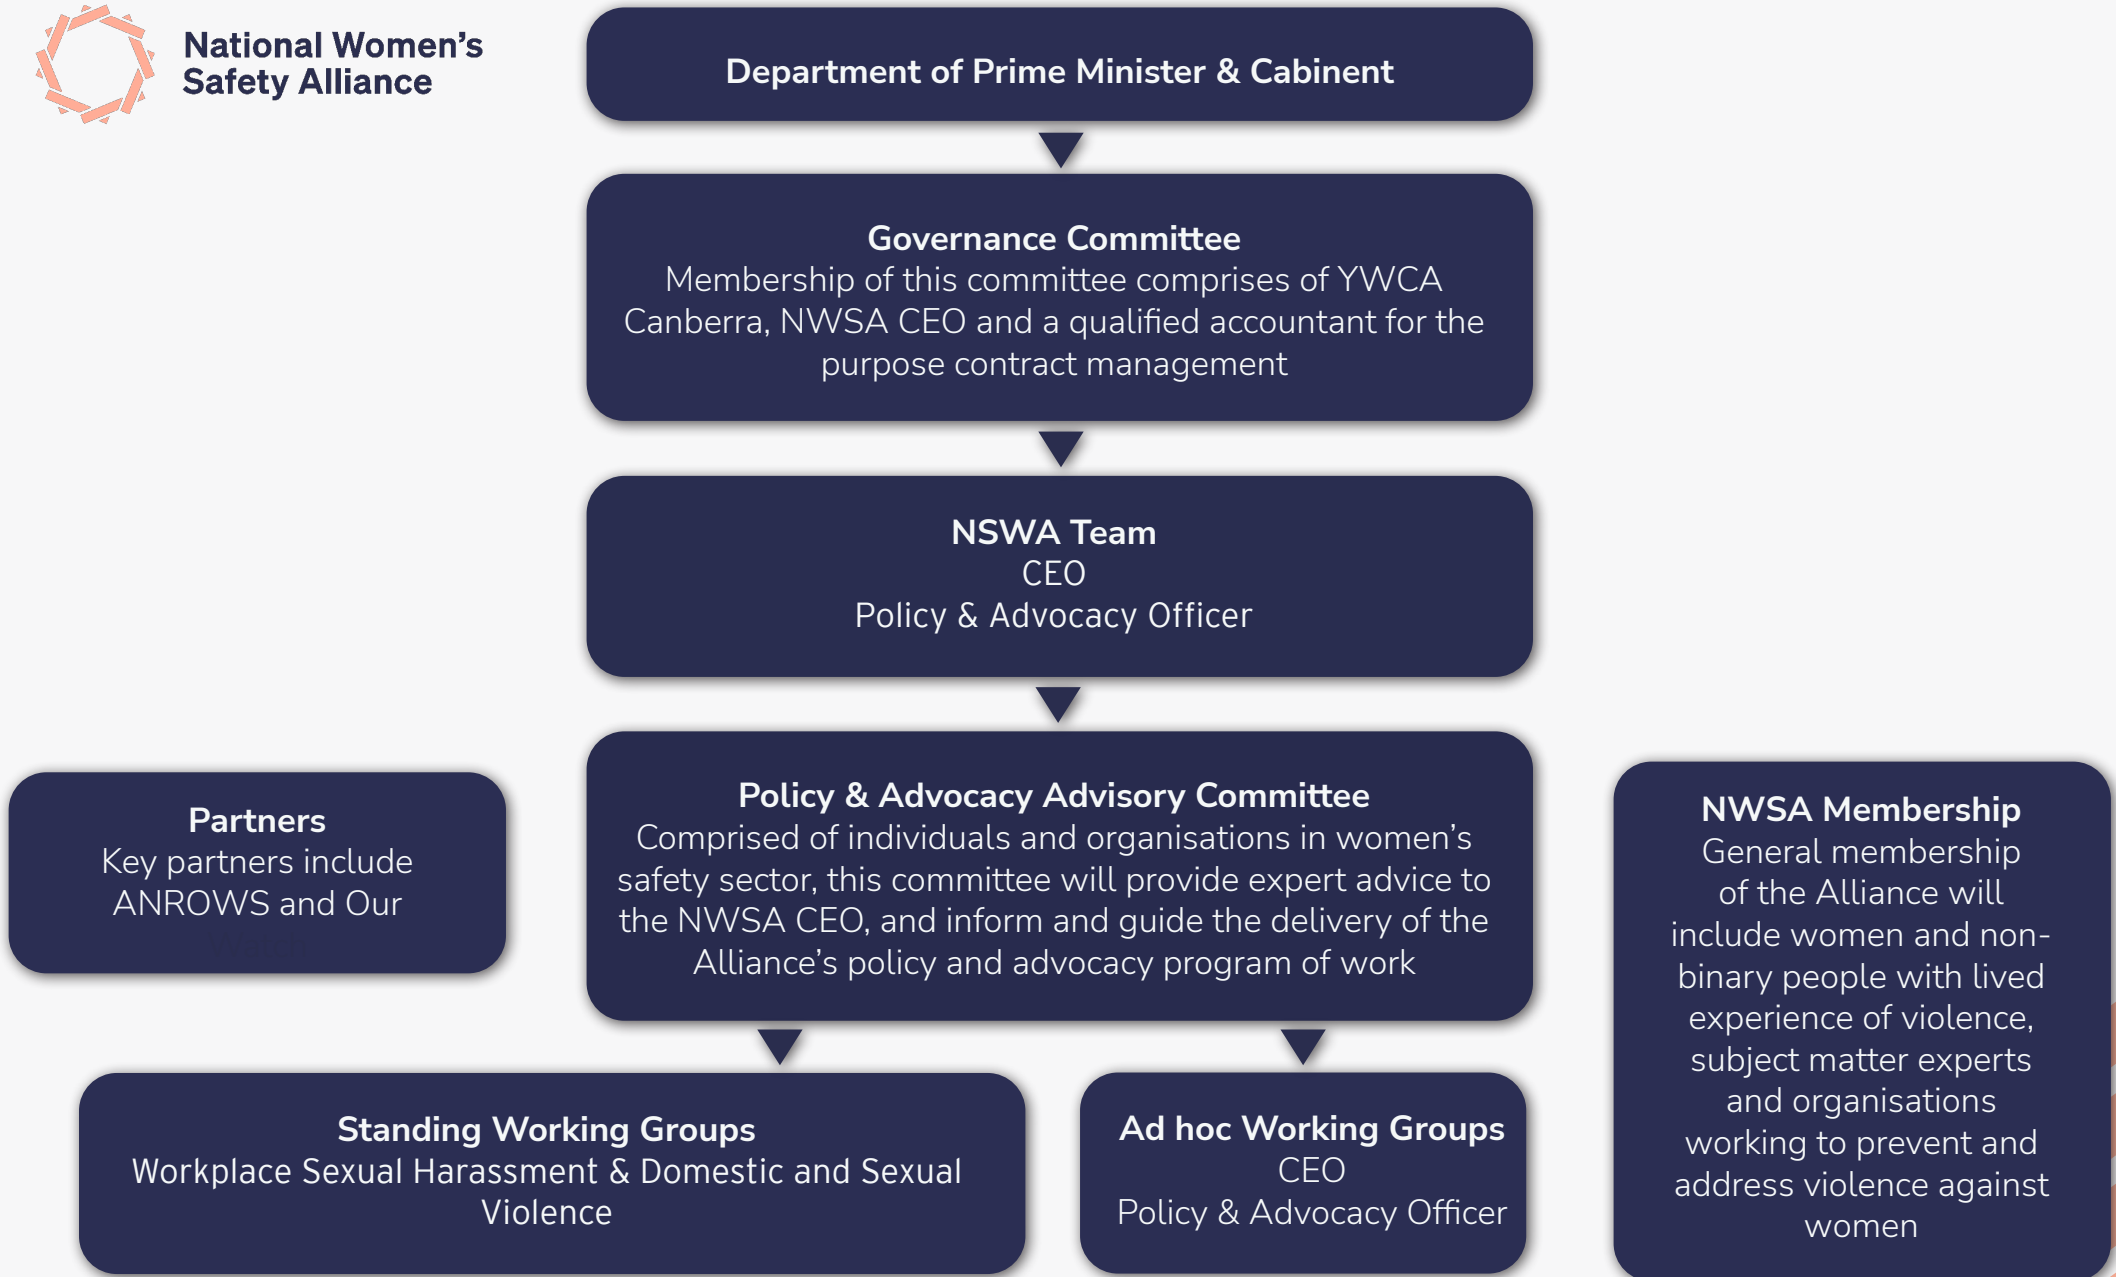 National Women's
Safety Alliance
Department of Prime Minister & Cabinent
Governance Committee
Membership of this committee comprises of YWCA
Canberra, NWSA CEO and a qualified accountant for the
purpose contract management
NSWA Team
CEO
Policy & Advocacy Officer
Partners
Key partners include
ANROWS and Our
Policy & Advocacy Advisory Committee
Comprised of individuals and organisations in women's
safety sector, this committee will provide expert advice to
the NWSA CEO, and inform and guide the delivery of the
Alliance's policy and advocacy program of work
NWSA Membership
General membership
of the Alliance will
include women and non-
binary people with lived
experience of violence,
subject matter experts
and organisations
working to prevent and
address violence against
women
Standing Working Groups
Workplace Sexual Harassment & Domestic and Sexual
Violence
Ad hoc Working Groups
CEO
Policy & Advocacy Officer